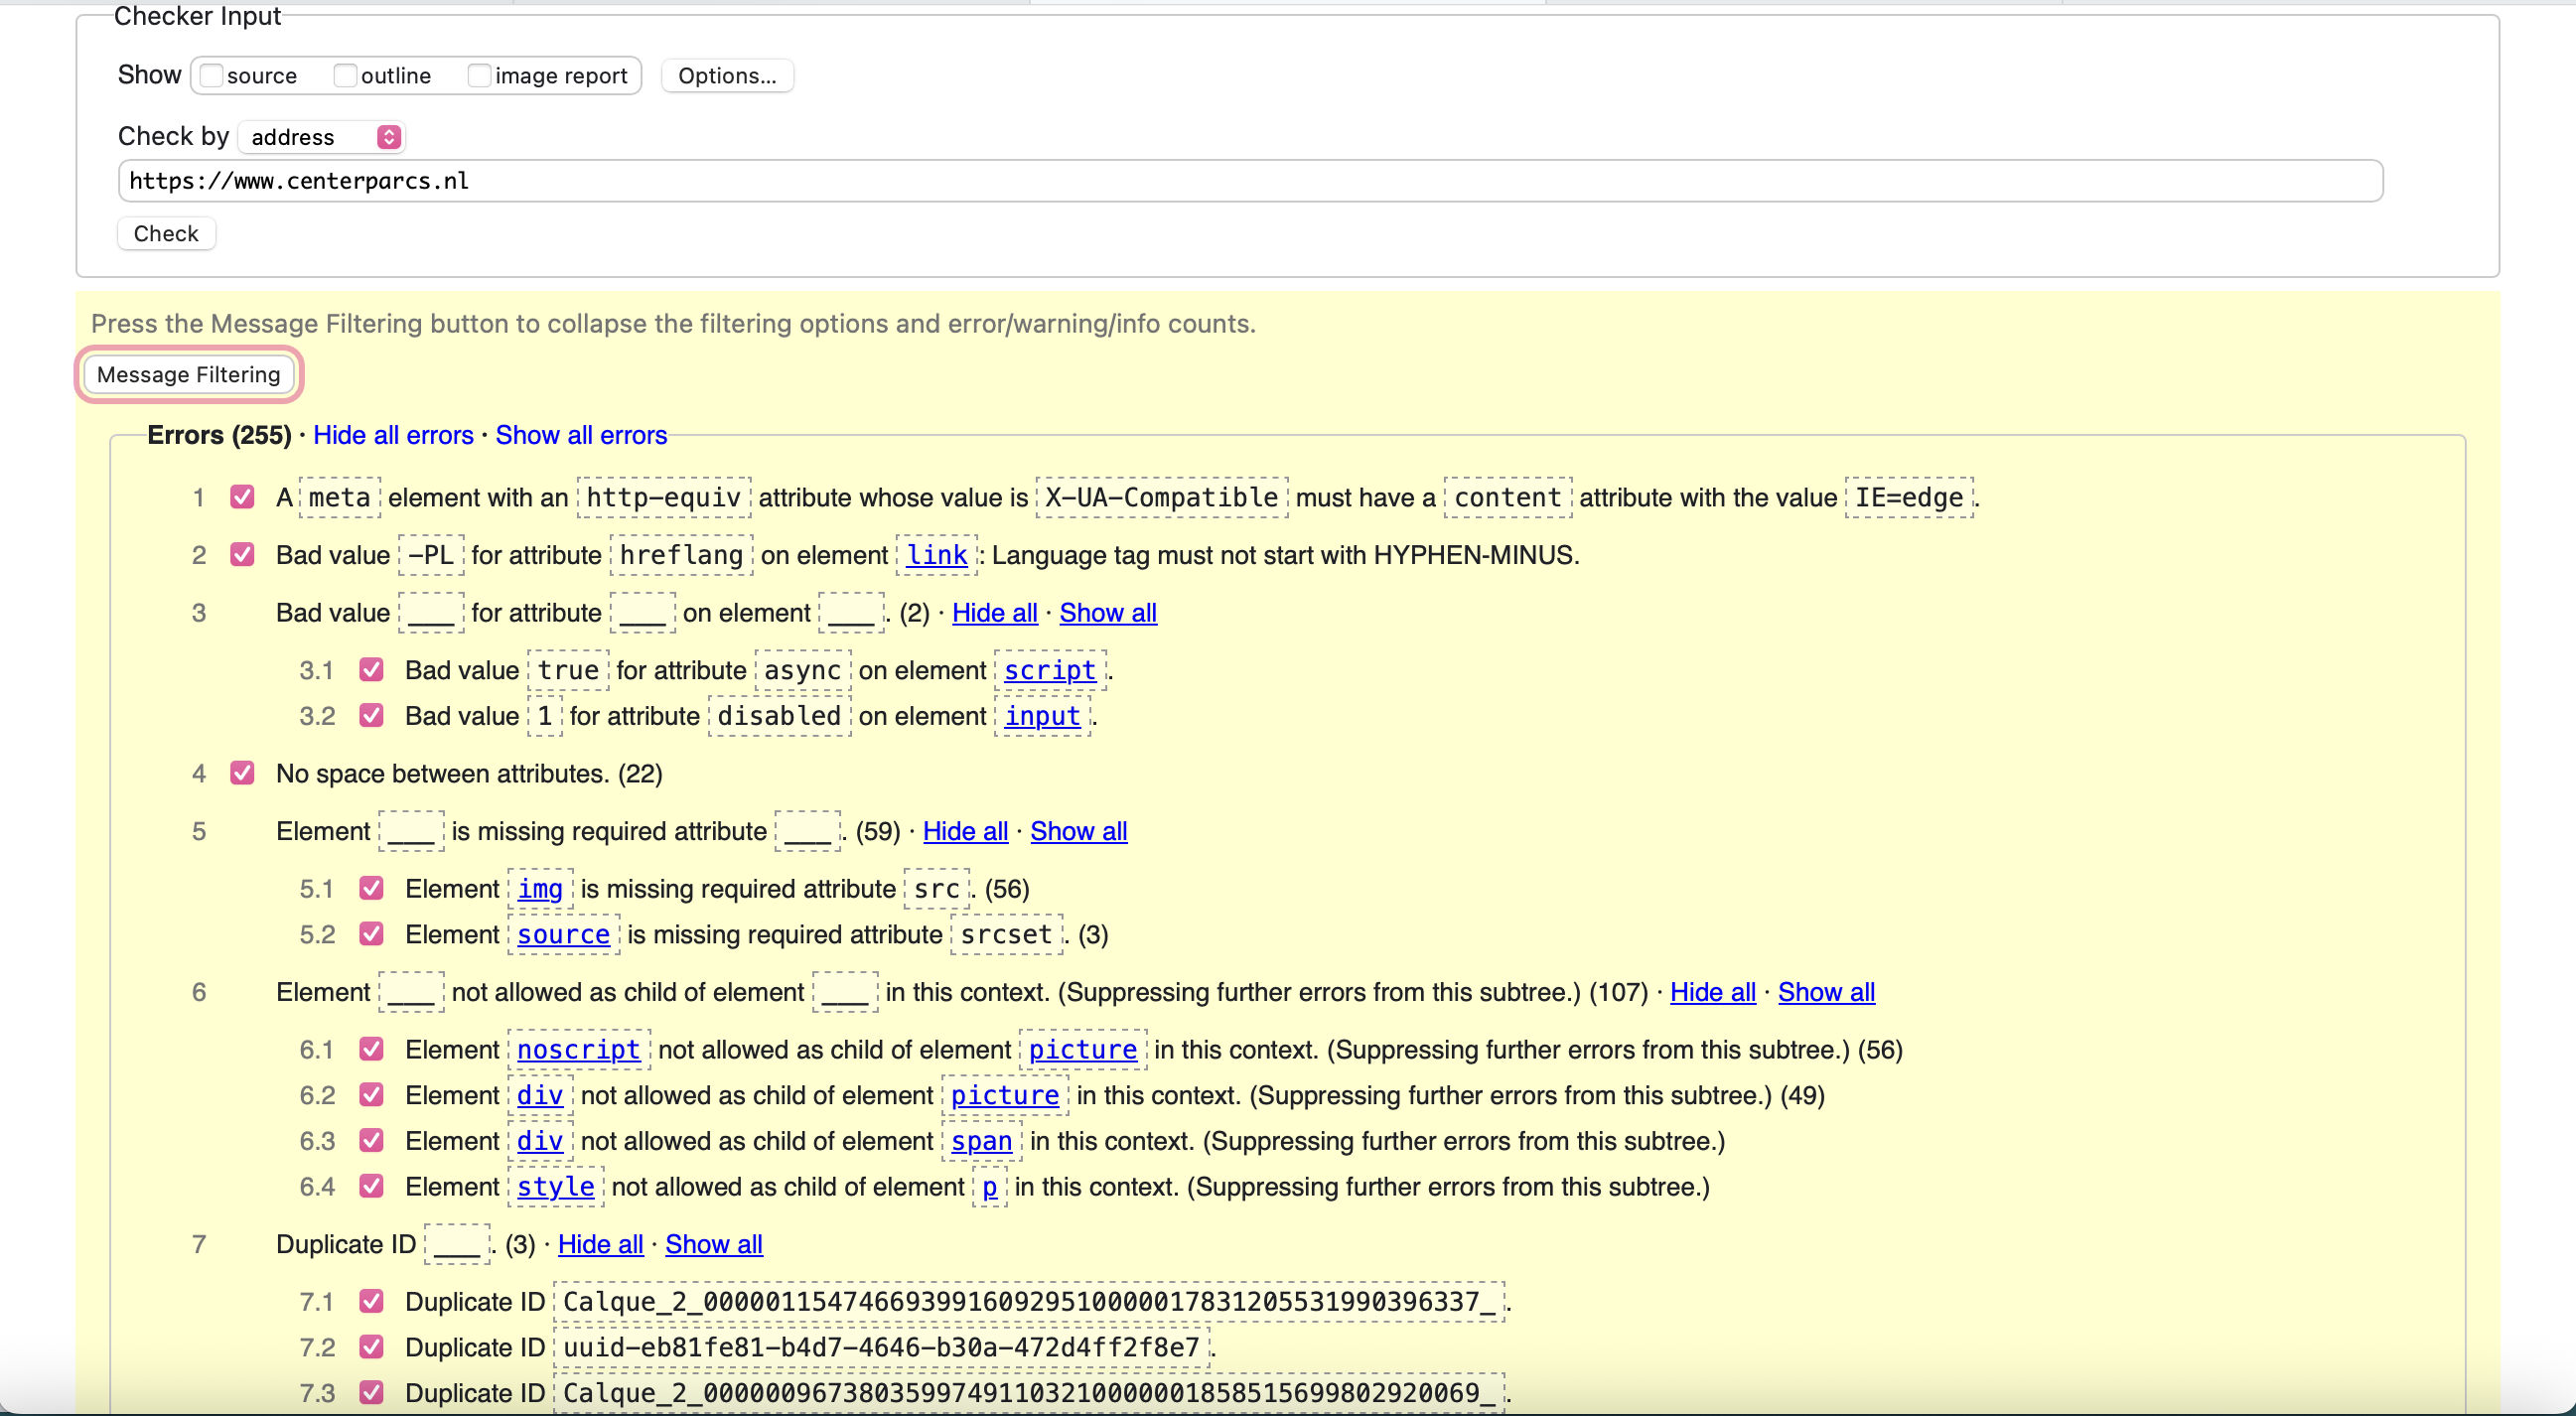 Checker Input
Show source outline image report Options...
Check by address
https://www.centerparcs.nl
Check
Press the Message Filtering button to collapse the filtering options and error/warning/info counts.
Message Filtering
Errors (255) · Hide all errors · Show all errors
1 A meta element with an http-equiv attribute whose value is X-UA-Compatible must have a content attribute with the value IE=edge.
2 Bad value -PL for attribute hreflang on element link: Language tag must not start with HYPHEN-MINUS.
3 Bad value ___ for attribute ___ on element ___. (2) · Hide all · Show all
3.1 Bad value true for attribute async on element script.
3.2 Bad value 1 for attribute disabled on element input.
4 No space between attributes. (22)
5 Element ___ is missing required attribute ___. (59) · Hide all · Show all
5.1 Element img is missing required attribute src. (56)
5.2 Element source is missing required attribute srcset. (3)
6 Element ___ not allowed as child of element ___ in this context. (Suppressing further errors from this subtree.) (107) · Hide all · Show all
6.1 Element noscript not allowed as child of element picture in this context. (Suppressing further errors from this subtree.) (56)
6.2 Element div not allowed as child of element picture in this context. (Suppressing further errors from this subtree.) (49)
6.3 Element div not allowed as child of element span in this context. (Suppressing further errors from this subtree.)
6.4 Element style not allowed as child of element p in this context. (Suppressing further errors from this subtree.)
7 Duplicate ID ___. (3) · Hide all · Show all
7.1 Duplicate ID Calque_2_00000115474669399160929510000017831205531990396337_.
7.2 Duplicate ID uuid-eb81fe81-b4d7-4646-b30a-472d4ff2f8e7.
7.3 Duplicate ID Calque_2_00000096738035997491103210000001858515699802920069_.